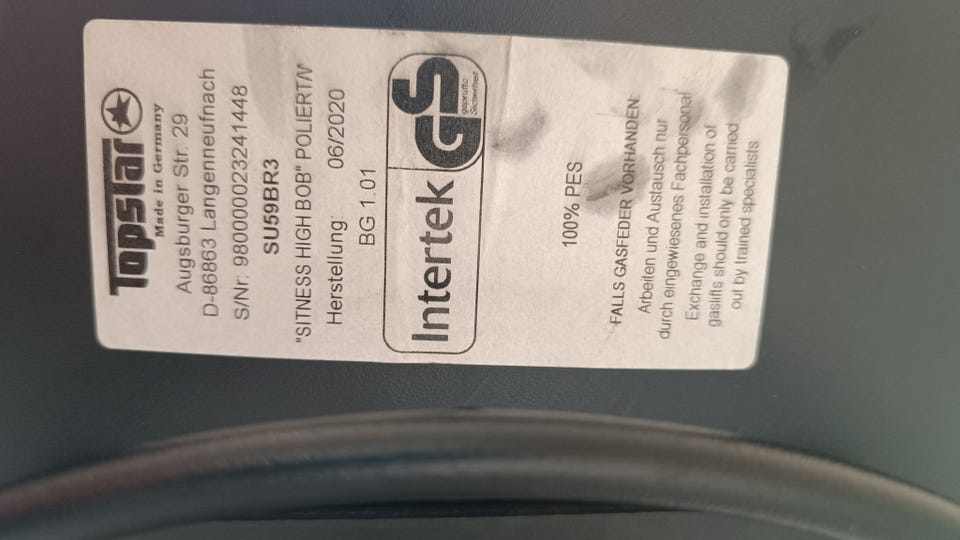 Topstar
Made in Germany
Augsburger Str. 29
D-86863 Langenneufnach
S/Nr: 9800000023241448
SU59BR3
"SITNESS HIGH BOB" POLIERT/N'
Herstellung: 06/2020
BG 1.01
Intertek
GS
geprüfte
Sicherheit
100% PES
FALLS GASFEDER VORHANDEN:
Arbeiten und Austausch nur
durch eingewiesenes Fachpersonal
Exchange and installation of
gaslifts should only be carried
out by trained specialists